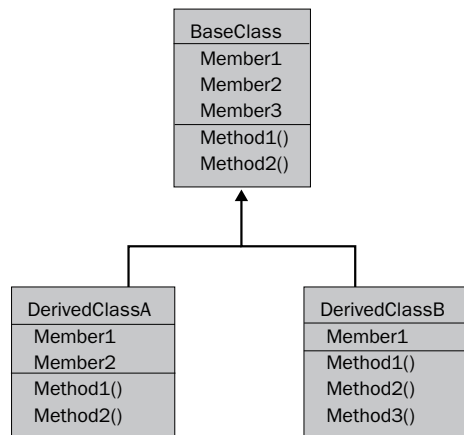 BaseClass
Member1
Member2
Member3
Method1()
Method2()
DerivedClassA
Member1
Member2
Method1()
Method2()
DerivedClassB
Member1
Method1()
Method2()
Method3()